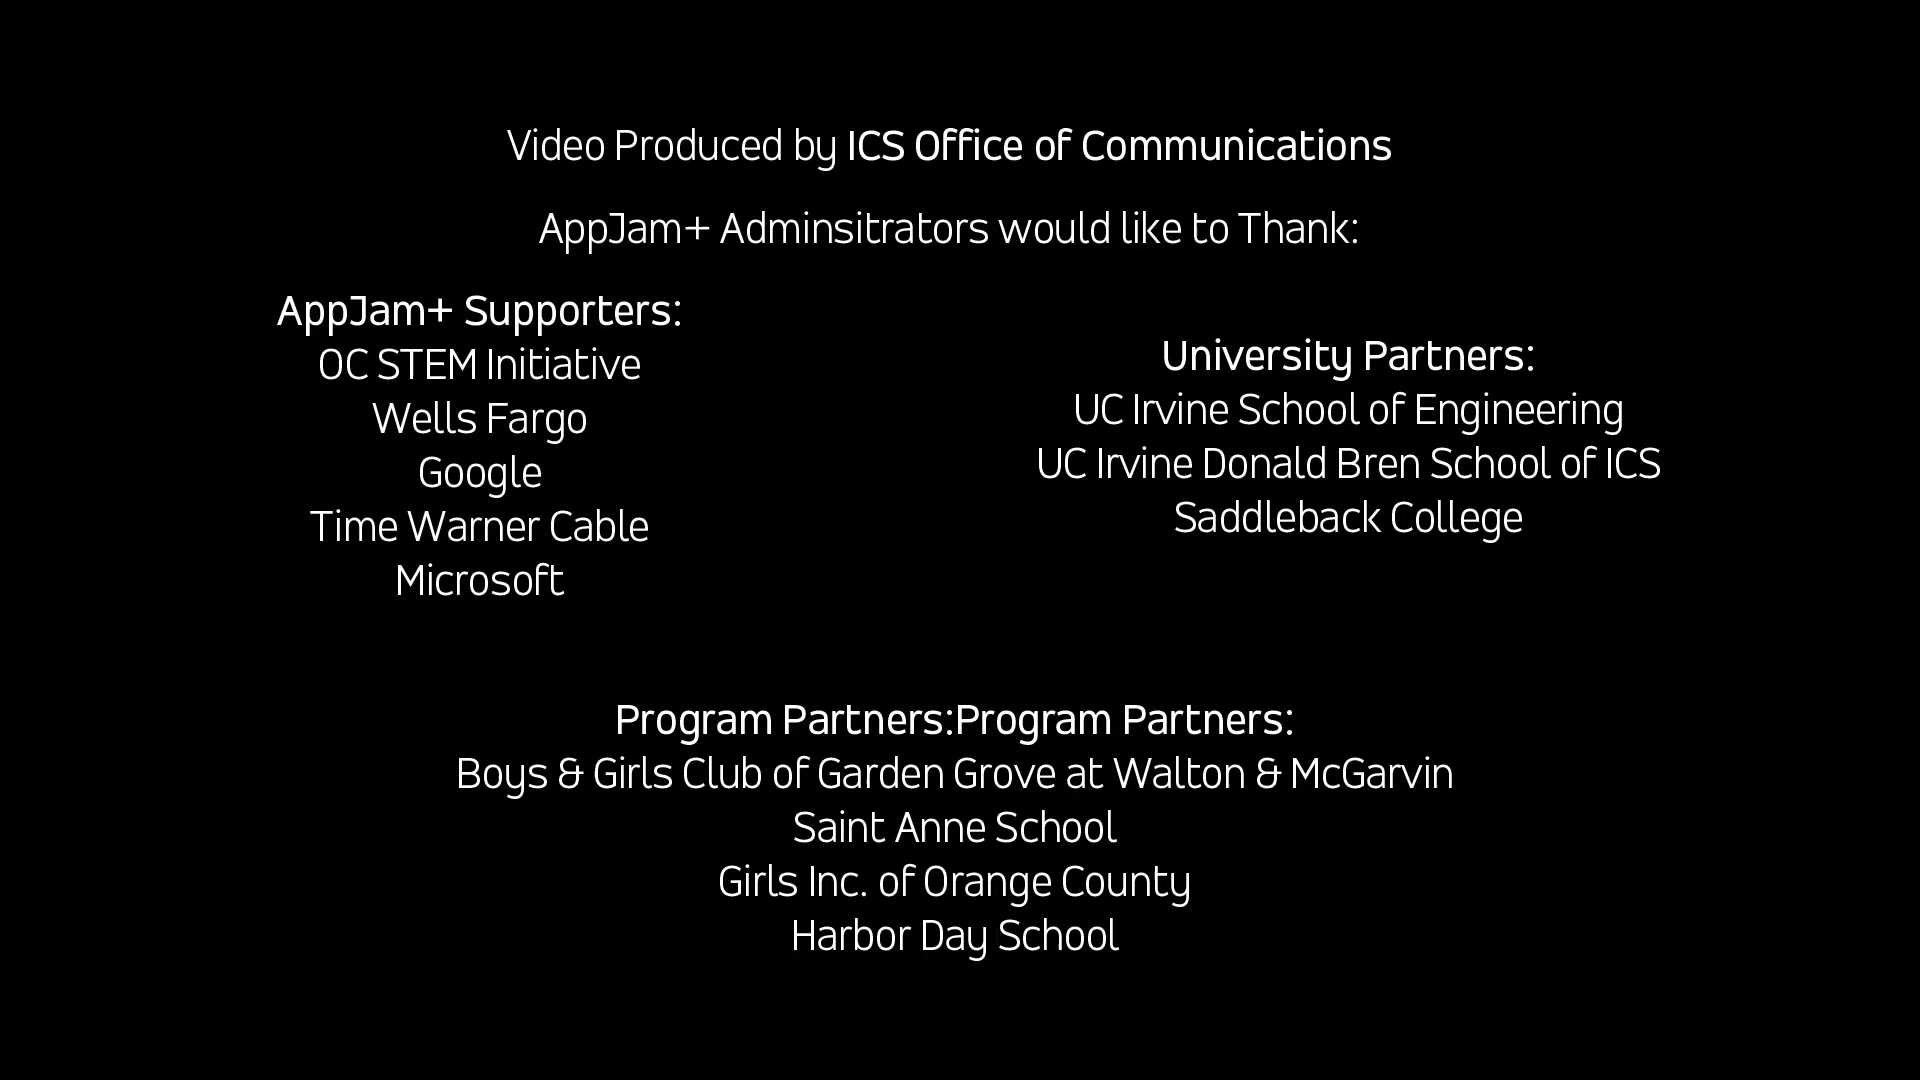 Video Produced by ICS Office of Communications
AppJam+ Adminsitrators would like to Thank:
AppJam+ Supporters:
OC STEM Initiative
Wells Fargo
Google
Time Warner Cable
Microsoft
University Partners:
UC Irvine School of Engineering
UC Irvine Donald Bren School of ICS
Saddleback College
Program Partners:Program Partners:
Boys & Girls Club of Garden Grove at Walton & McGarvin
Saint Anne School
Girls Inc. of Orange County
Harbor Day School